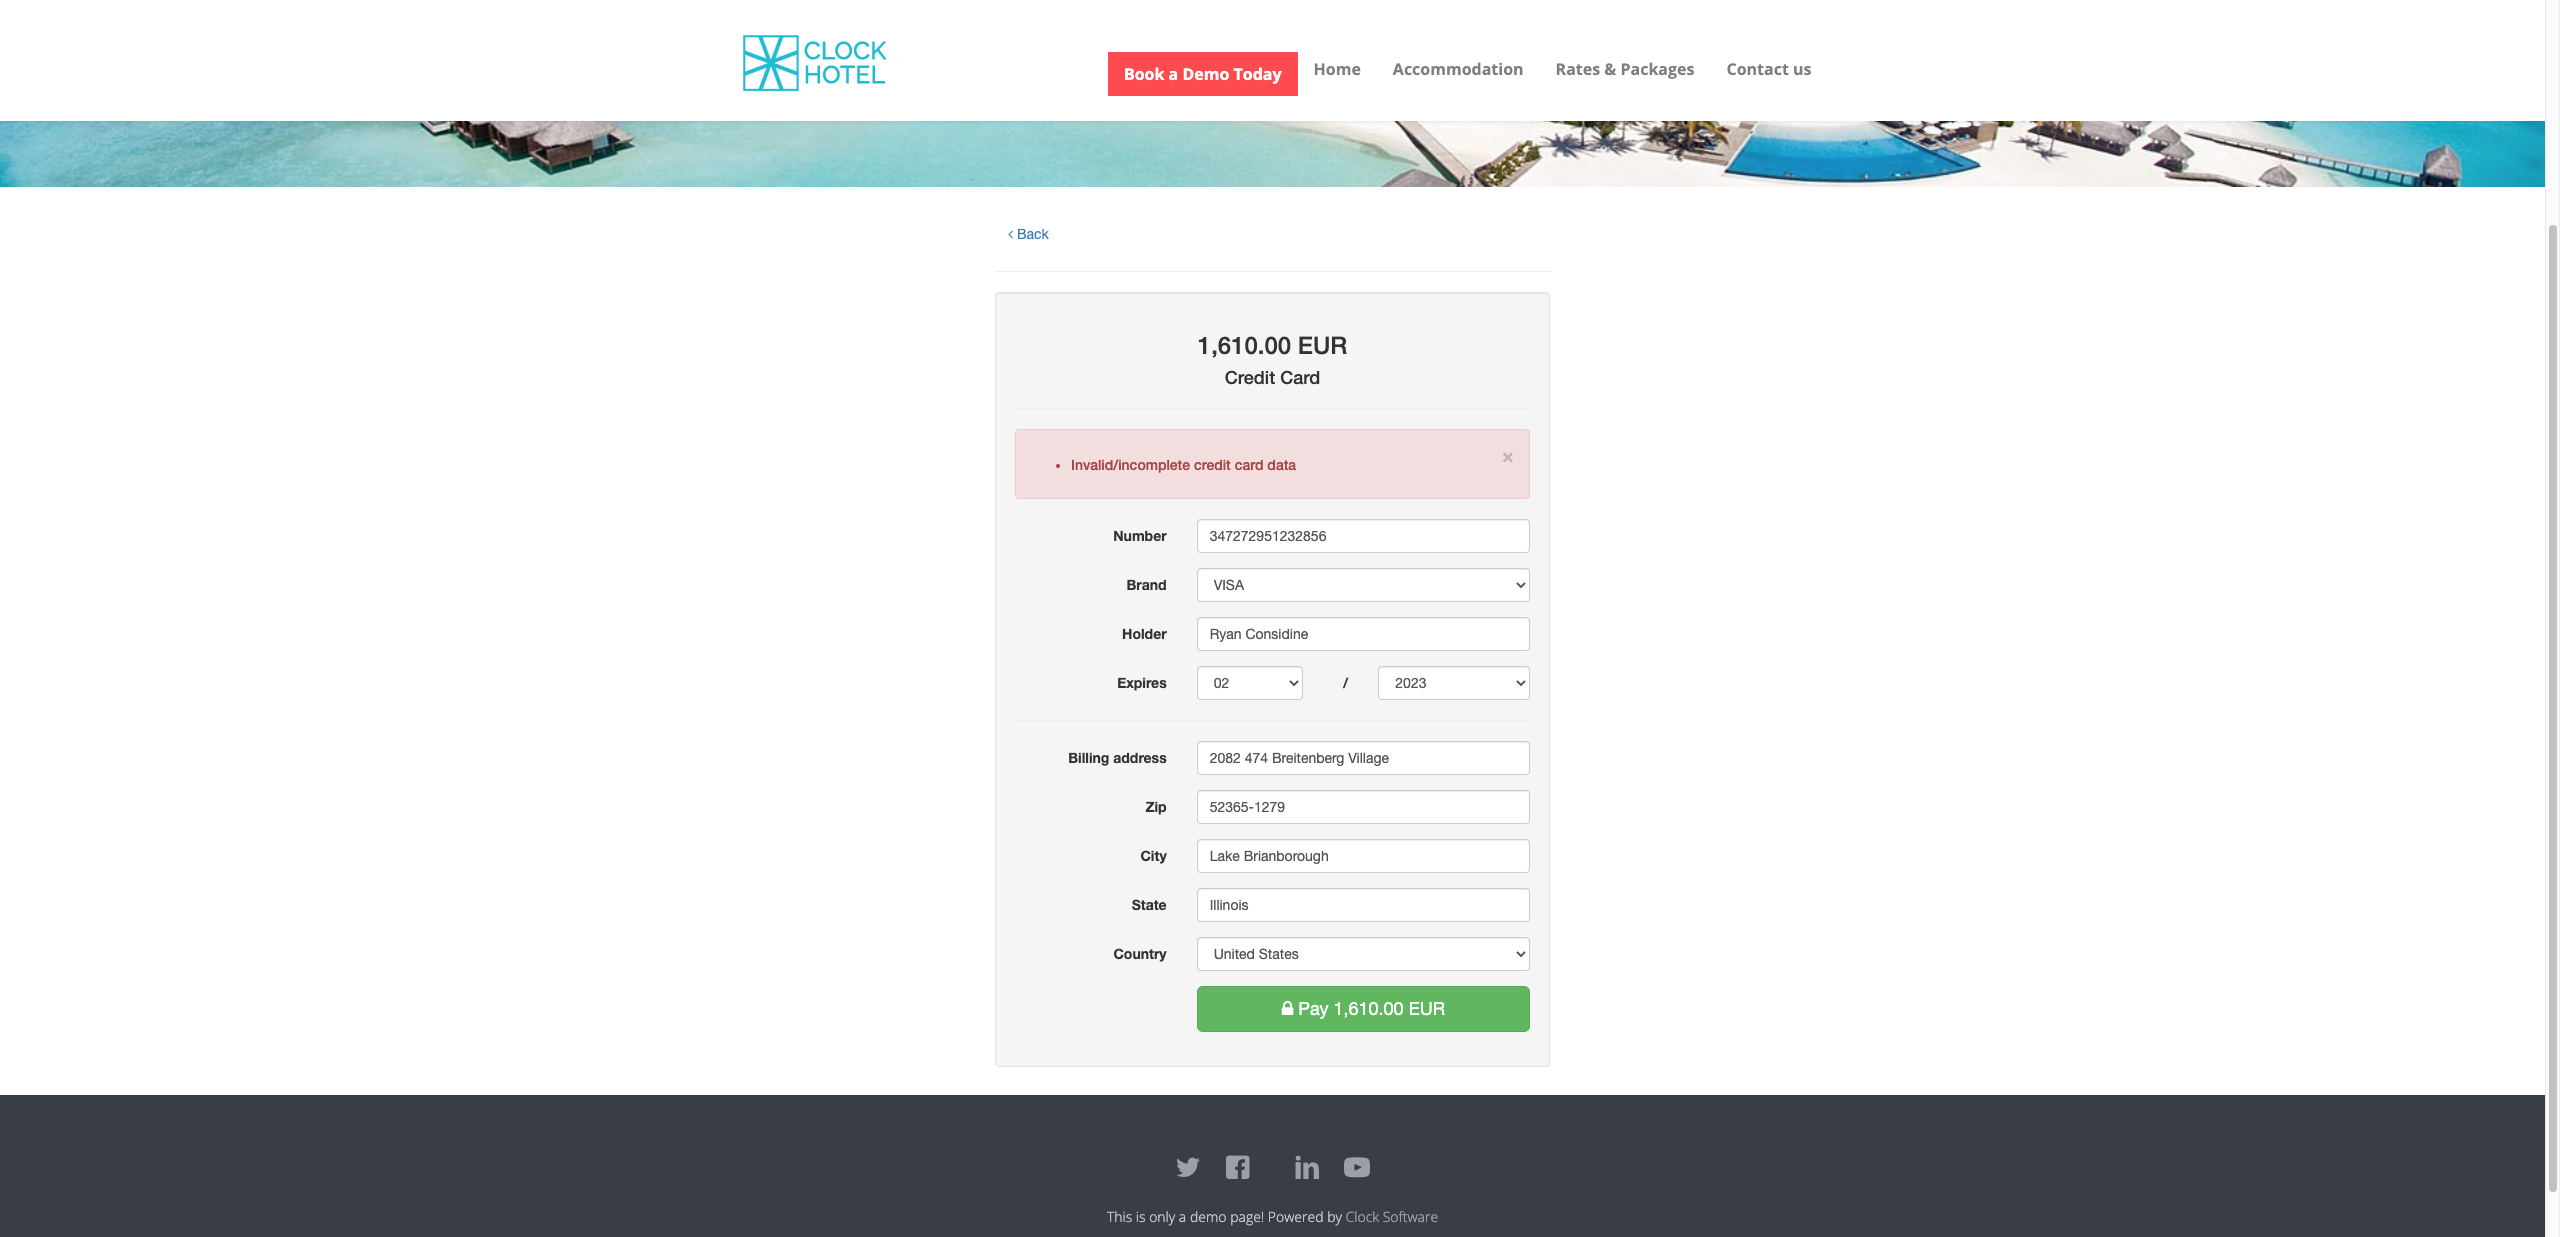 CLOCK
HOTEL
Book a Demo Today Home Accommodation Rates & Packages Contact us
‹ Back
1,610.00 EUR
Credit Card
• Invalid/incomplete credit card data ×
Number 347272951232856
Brand VISA
Holder Ryan Considine
Expires 02 / 2023
Billing address 2082 474 Breitenberg Village
Zip 52365-1279
City Lake Brianborough
State Illinois
Country United States
Pay 1,610.00 EUR
This is only a demo page! Powered by Clock Software